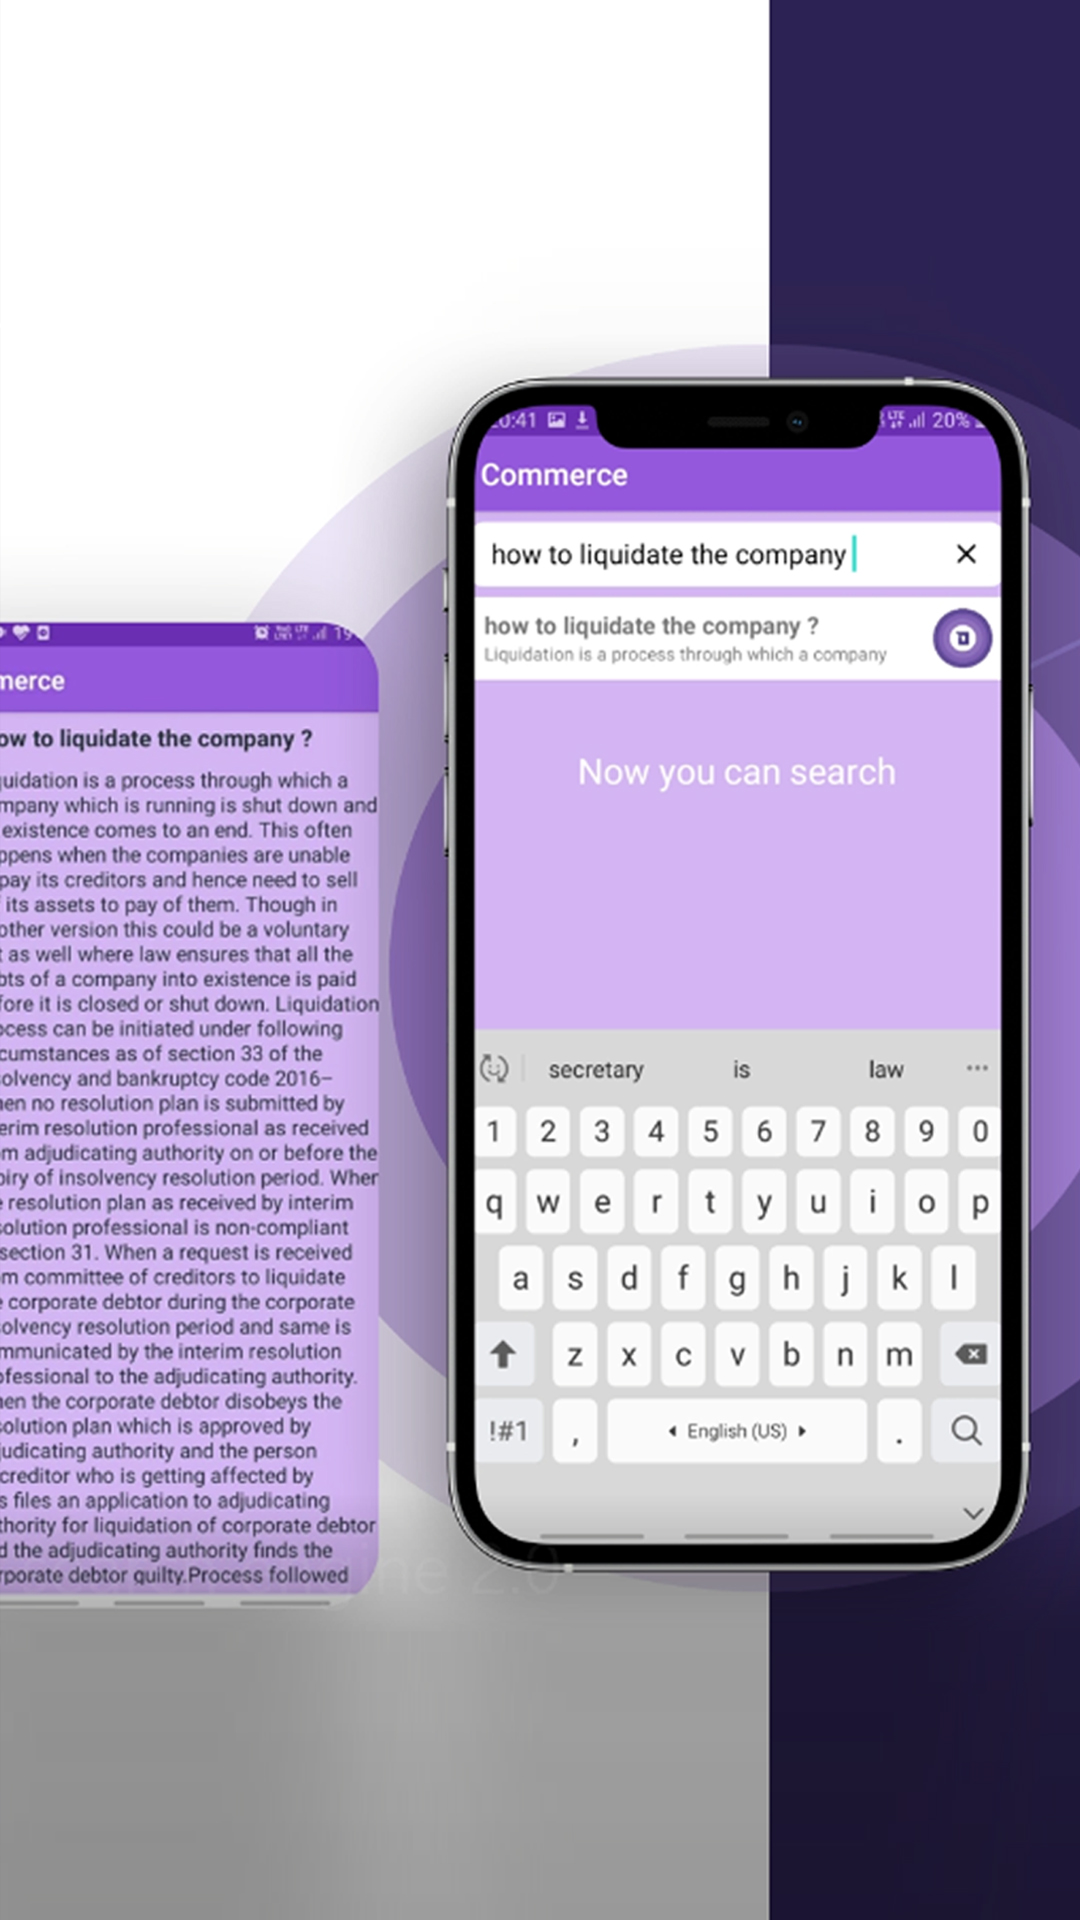 20:41 LTE 20%
Commerce
how to liquidate the company
how to liquidate the company ?
Liquidation is a process through which a company
Now you can search
secretary is law ...
1 2 3 4 5 6 7 8 9 0
q w e r t y u i o p
a s d f g h j k l
z x c v b n m
!#1 , English (US) .
merce
ow to liquidate the company ?
quidation is a process through which a
mpany which is running is shut down and
existence comes to an end. This often
ppens when the companies are unable
pay its creditors and hence need to sell
its assets to pay of them. Though in
other version this could be a voluntary
t as well where law ensures that all the
bts of a company into existence is paid
fore it is closed or shut down. Liquidation
ocess can be initiated under following
cumstances as of section 33 of the
solvency and bankruptcy code 2016–
hen no resolution plan is submitted by
erim resolution professional as received
m adjudicating authority on or before the
piry of insolvency resolution period. When
e resolution plan as received by interim
solution professional is non-compliant
section 31. When a request is received
m committee of creditors to liquidate
e corporate debtor during the corporate
solvency resolution period and same is
mmunicated by the interim resolution
ofessional to the adjudicating authority.
hen the corporate debtor disobeys the
solution plan which is approved by
judicating authority and the person
creditor who is getting affected by
s files an application to adjudicating
thority for liquidation of corporate debtor
d the adjudicating authority finds the
rporate debtor guilty.Process followed
ine 2.0